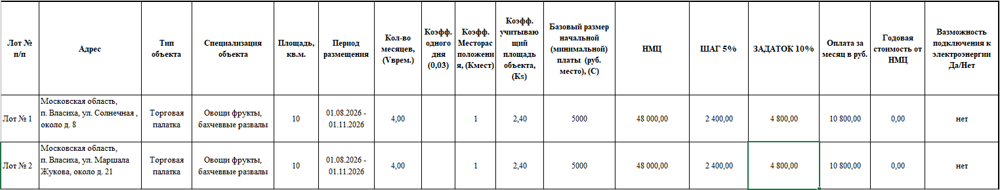 Лот №
п/п
Адрес
Тип
объекта
Специализация
объекта
Площадь,
кв.м.
Период
размещения
Кол-во
месяцев,
(Vврем.)
Коэфф.
одного
дня
(0,03)
Коэфф.
Месторас
положени
я, (Кмест)
Коэфф.
учитываю
щий
площадь
объекта,
(Ks)
Базовый размер
начальной
(минимальной)
платы (руб.
место), (С)
НМЦ
ШАГ 5%
ЗАДАТОК 10%
Оплата за
месяц в руб.
Годовая
стоимость от
НМЦ
Вазможность
подключения к
электроэнергии
Да/Нет
Лот № 1
Московская область,
п. Власиха, ул. Солнечная ,
около д. 8
Торговая
палатка
Овощи фрукты,
бахчеввые развалы
10
01.08.2026 -
01.11.2026
4,00
1
2,40
5000
48 000,00
2 400,00
4 800,00
10 800,00
0,00
нет
Лот № 2
Московская область,
п. Власиха, ул. Маршала
Жукова, около д. 21
Торговая
палатка
Овощи фрукты,
бахчеввые развалы
10
01.08.2026 -
01.11.2026
4,00
1
2,40
5000
48 000,00
2 400,00
4 800,00
10 800,00
0,00
нет